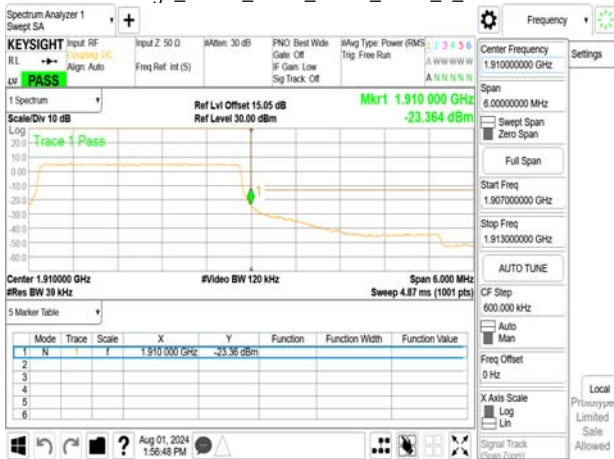 Spectrum Analyzer 1
Swept SA
+
Frequency
KEYSIGHT
Input: RF
Coupling: DC
Align: Auto
Input Z: 50 Ω
Freq Ref: Int (S)
#Atten: 30 dB
PNO: Best Wide
Gate: Off
IF Gain: Low
Sig Track: Off
#Avg Type: Power (RMS
Trig: Free Run
1 2 3 4 5 6
A W W W W W
A N N N N N
RL
LV PASS
1 Spectrum
Scale/Div 10 dB
Ref Lvl Offset 15.05 dB
Ref Level 30.00 dBm
Mkr1 1.910 000 GHz
-23.364 dBm
Log
Trace 1 Pass
20.0
10.0
0.00
-10.0
-20.0
-30.0
-40.0
-50.0
-60.0
1
Center 1.910000 GHz
#Res BW 39 kHz
#Video BW 120 kHz
Span 6.000 MHz
Sweep 4.87 ms (1001 pts)
5 Marker Table
Mode Trace Scale X Y Function Function Width Function Value
1 N 1 f 1.910 000 GHz -23.36 dBm
2
3
4
5
6
Aug 01, 2024
1:56:48 PM
Center Frequency
1.910000000 GHz
Settings
Span
6.00000000 MHz
Swept Span
Zero Span
Full Span
Start Freq
1.907000000 GHz
Stop Freq
1.913000000 GHz
AUTO TUNE
CF Step
600.000 kHz
Auto
Man
Freq Offset
0 Hz
X Axis Scale
Log
Lin
Signal Track
(Span Zoom)
Local
Prototype
Limited
Sale
Allowed